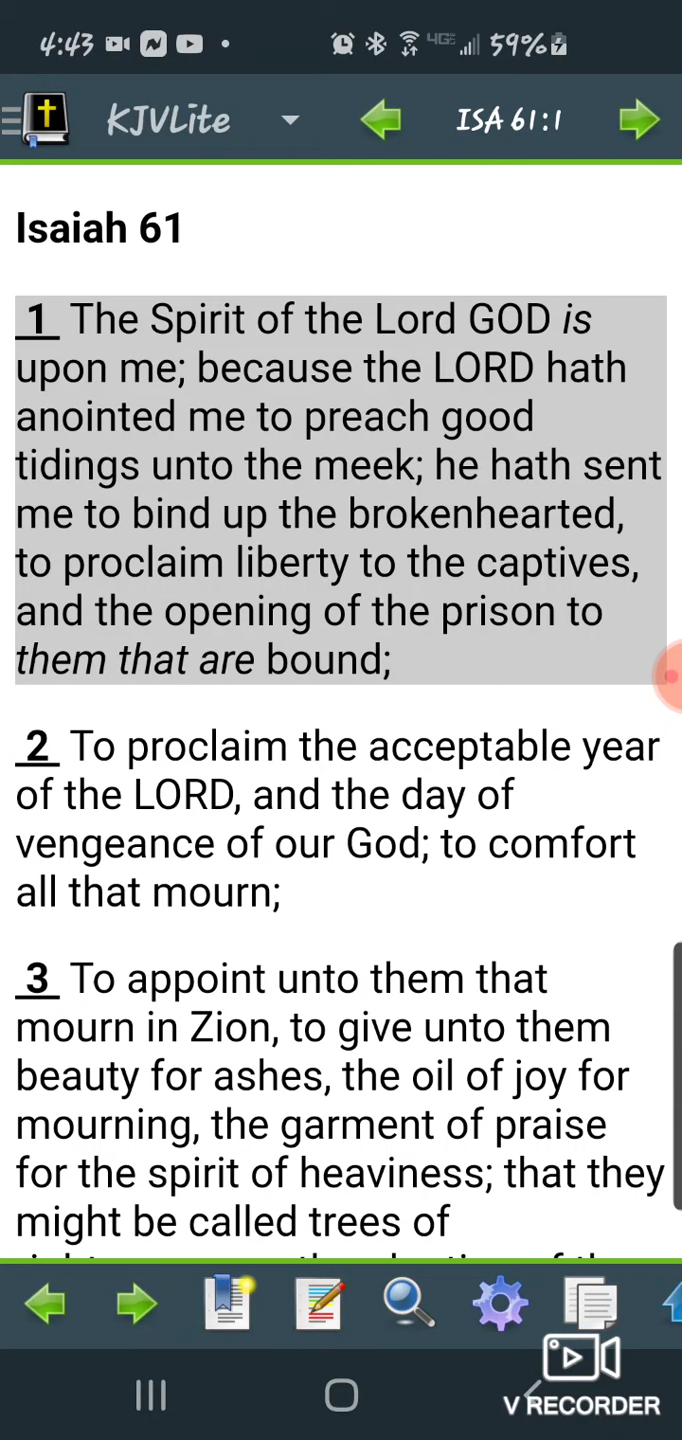 4:43 4GE 59%
KJVLite ISA 61:1
Isaiah 61
1 The Spirit of the Lord GOD is
upon me; because the LORD hath
anointed me to preach good
tidings unto the meek; he hath sent
me to bind up the brokenhearted,
to proclaim liberty to the captives,
and the opening of the prison to
them that are bound;
2 To proclaim the acceptable year
of the LORD, and the day of
vengeance of our God; to comfort
all that mourn;
3 To appoint unto them that
mourn in Zion, to give unto them
beauty for ashes, the oil of joy for
mourning, the garment of praise
for the spirit of heaviness; that they
might be called trees of
V RECORDER